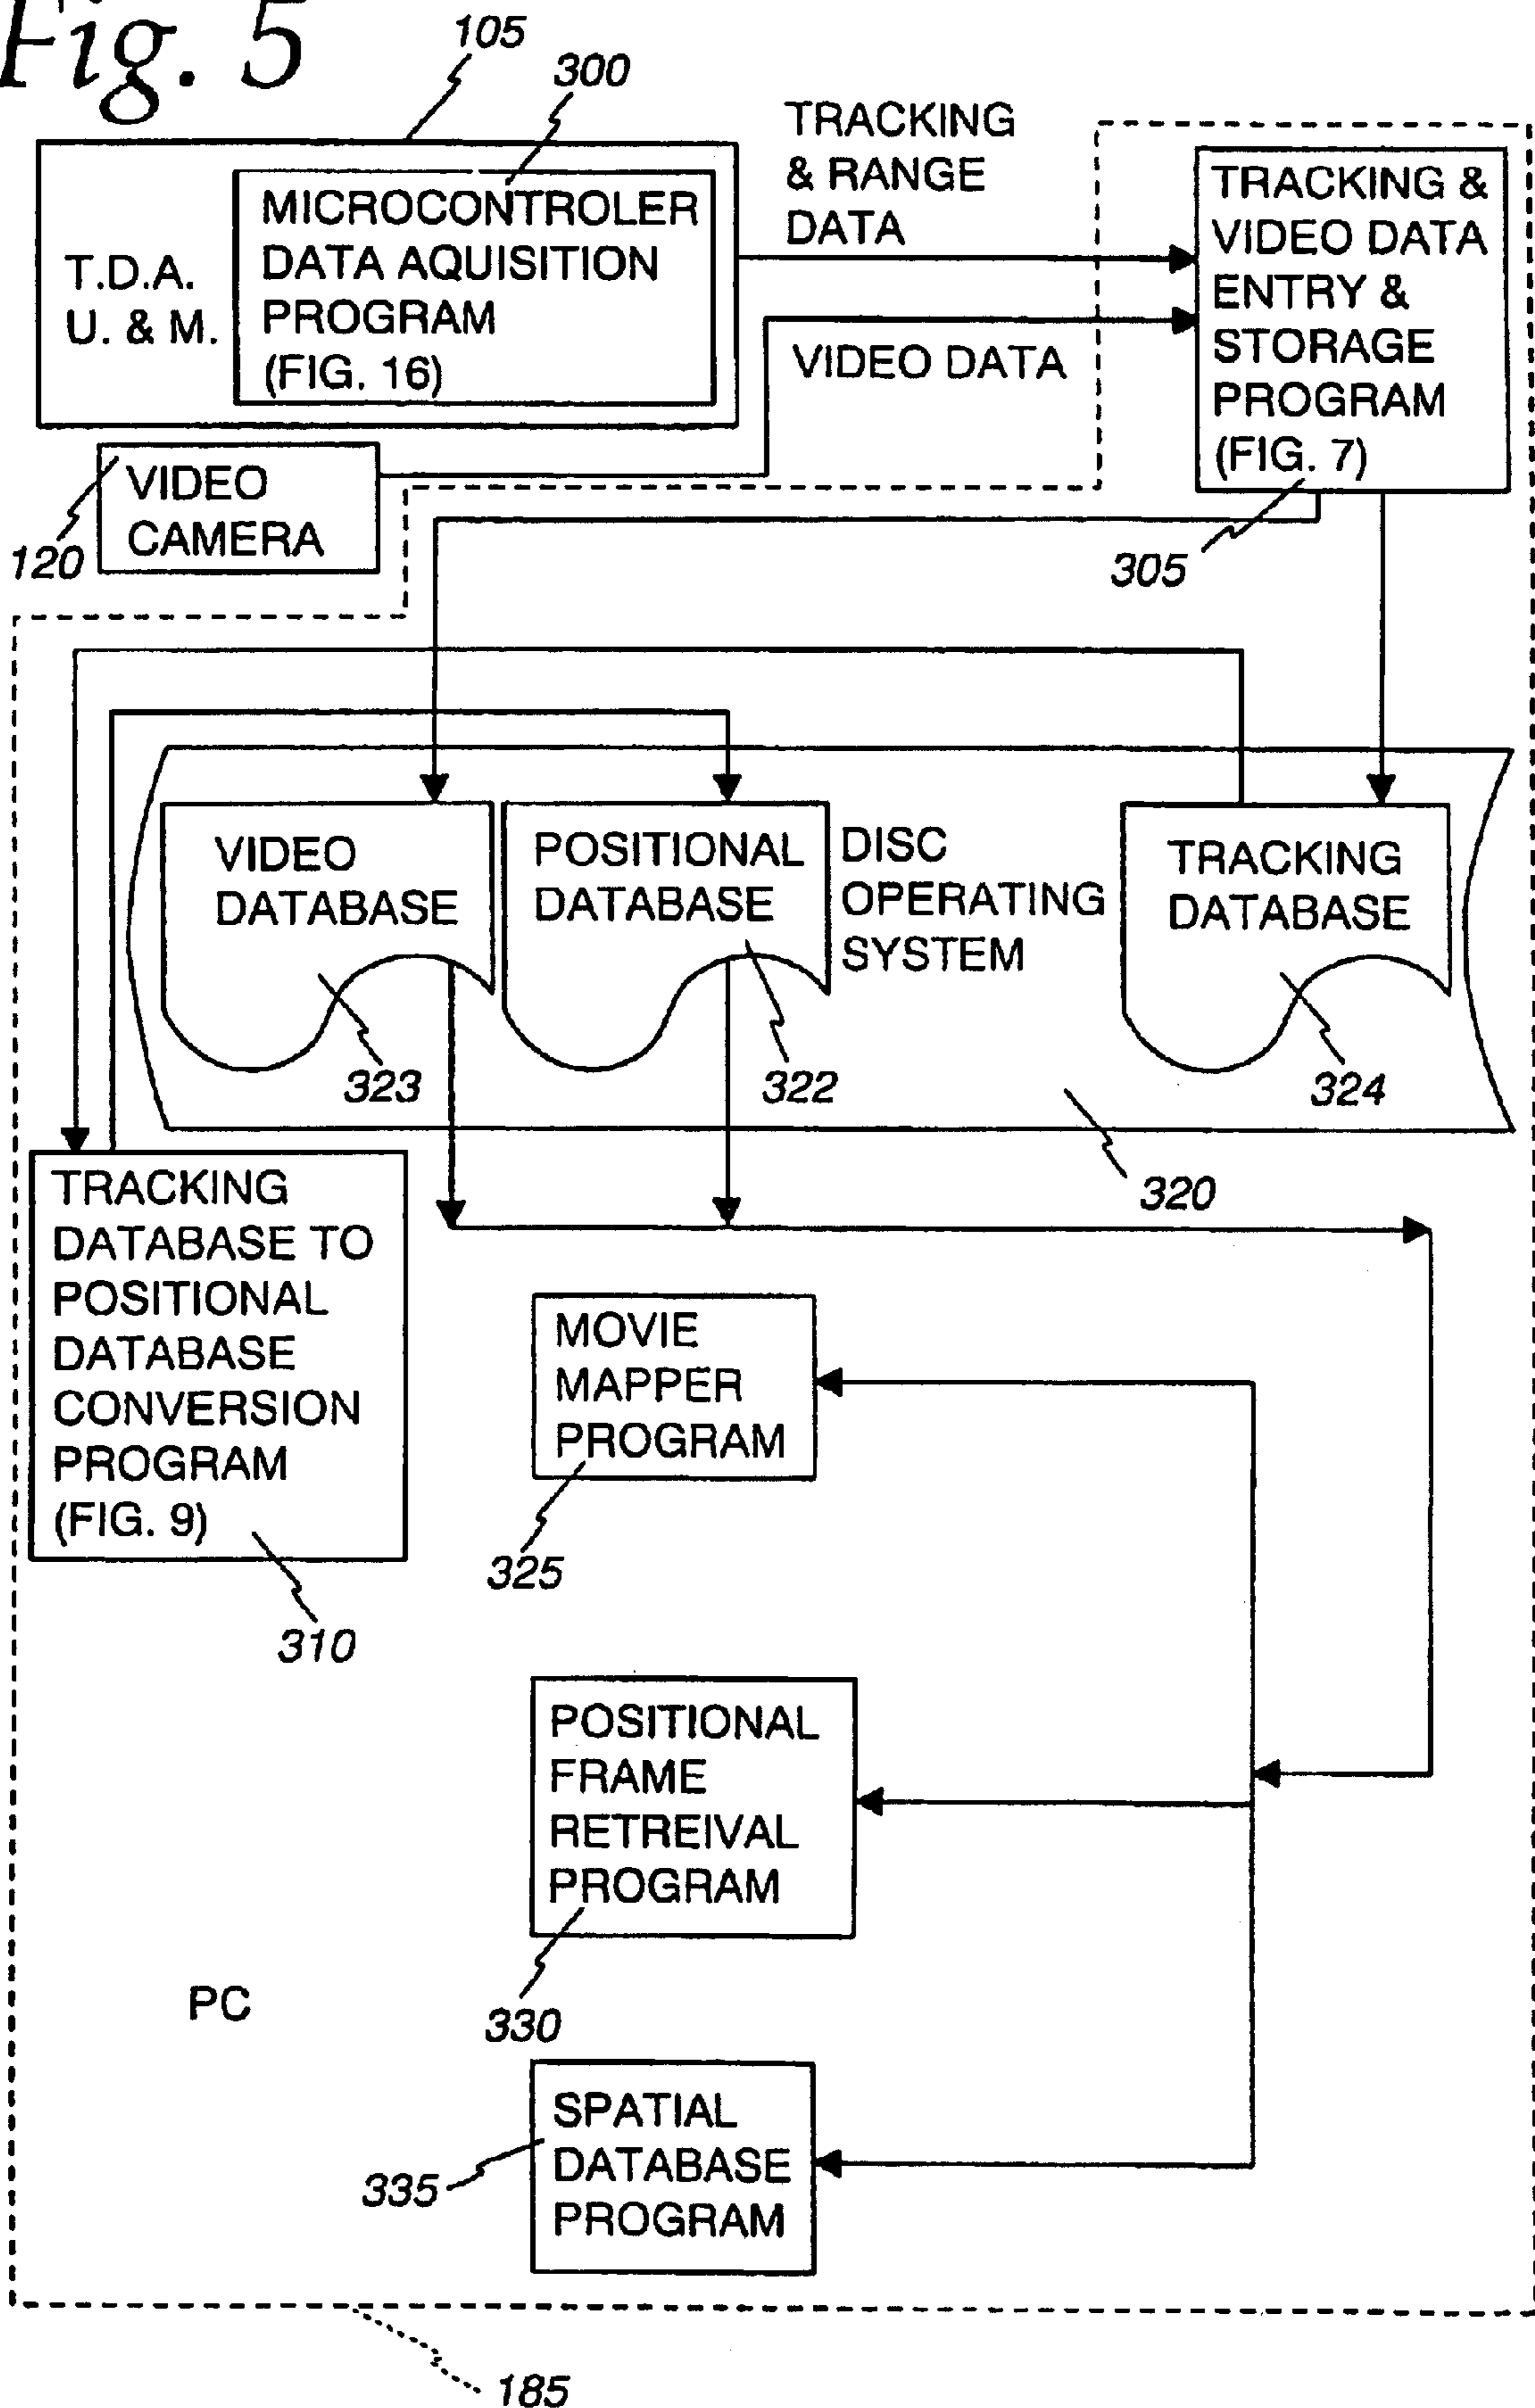 Fig. 5
105
300
T.D.A.
U. & M.
MICROCONTROLER
DATA AQUISITION
PROGRAM
(FIG. 16)
TRACKING
& RANGE
DATA
TRACKING &
VIDEO DATA
ENTRY &
STORAGE
PROGRAM
(FIG. 7)
VIDEO DATA
VIDEO
CAMERA
120
305
VIDEO
DATABASE
POSITIONAL
DATABASE
DISC
OPERATING
SYSTEM
TRACKING
DATABASE
323
322
324
320
TRACKING
DATABASE TO
POSITIONAL
DATABASE
CONVERSION
PROGRAM
(FIG. 9)
310
MOVIE
MAPPER
PROGRAM
325
POSITIONAL
FRAME
RETREIVAL
PROGRAM
330
PC
SPATIAL
DATABASE
PROGRAM
335
185